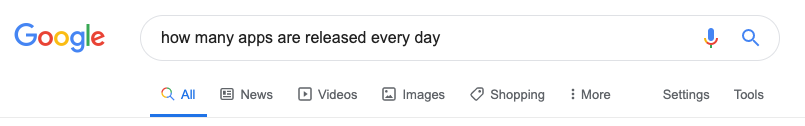 Google how many apps are released every day
All News Videos Images Shopping More Settings Tools